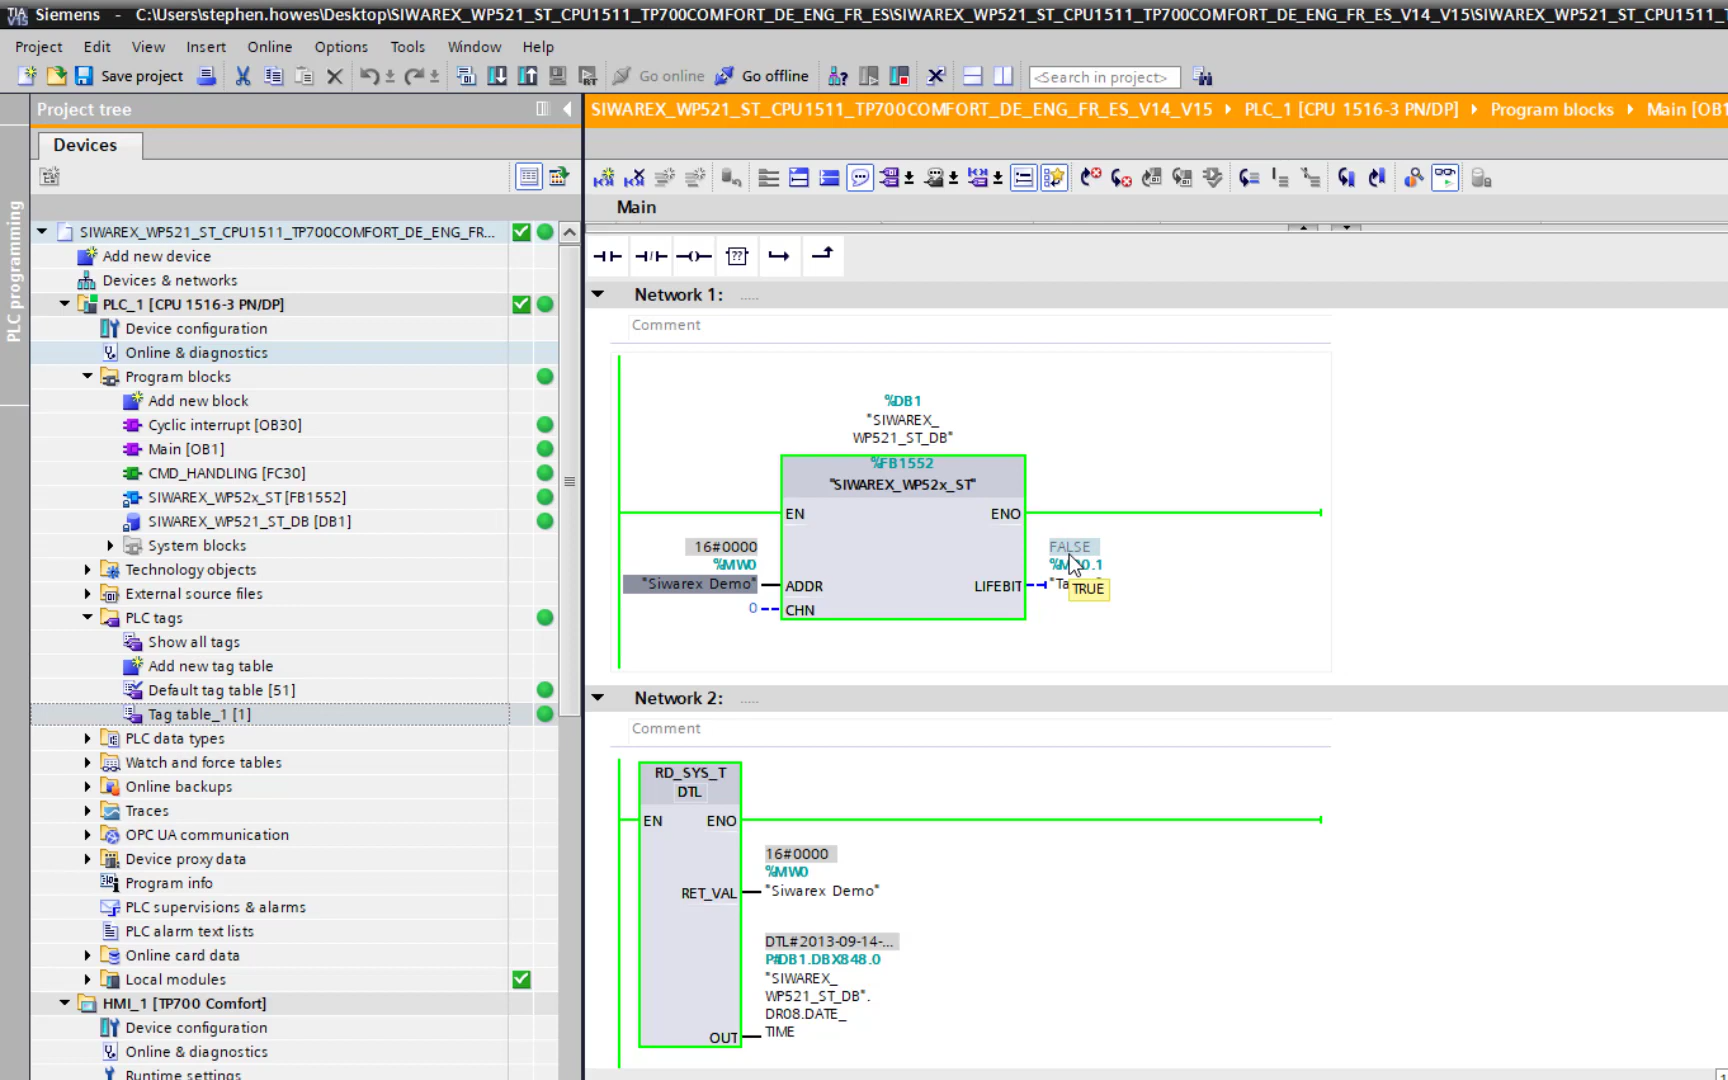 Siemens - C:\Users\stephen.howes\Desktop\SIWAREX_WP521_ST_CPU1511_TP700COMFORT_DE_ENG_FR_ES\SIWAREX_WP521_ST_CPU1511_TP700COMFORT_DE_ENG_FR_ES_V14_V15\SIWAREX_WP521_ST_CPU1511_
Project Edit View Insert Online Options Tools Window Help
Save project Go online Go offline <Search in project>
Project tree
SIWAREX_WP521_ST_CPU1511_TP700COMFORT_DE_ENG_FR_ES_V14_V15 PLC_1 [CPU 1516-3 PN/DP] Program blocks Main [OB1
Devices
PLC programming
Main
SIWAREX_WP521_ST_CPU1511_TP700COMFORT_DE_ENG_FR...
Add new device
Devices & networks
PLC_1 [CPU 1516-3 PN/DP]
Device configuration
Online & diagnostics
Program blocks
Add new block
Cyclic interrupt [OB30]
Main [OB1]
CMD_HANDLING [FC30]
SIWAREX_WP52x_ST [FB1552]
SIWAREX_WP521_ST_DB [DB1]
System blocks
Technology objects
External source files
PLC tags
Show all tags
Add new tag table
Default tag table [51]
Tag table_1 [1]
PLC data types
Watch and force tables
Online backups
Traces
OPC UA communication
Device proxy data
Program info
PLC supervisions & alarms
PLC alarm text lists
Online card data
Local modules
HMI_1 [TP700 Comfort]
Device configuration
Online & diagnostics
Runtime settings
??
Network 1: .....
Comment
%DB1
"SIWAREX_
WP521_ST_DB"
%FB1552
"SIWAREX_WP52x_ST"
EN ENO
16#0000 FALSE
%MW0
"Siwarex Demo" ADDR LIFEBIT "Ta
TRUE
0 CHN
Network 2: .....
Comment
RD_SYS_T
DTL
EN ENO
16#0000
%MW0
RET_VAL "Siwarex Demo"
DTL#2013-09-14-...
P#DB1.DBX848.0
"SIWAREX_
WP521_ST_DB".
DR08.DATE_
OUT TIME